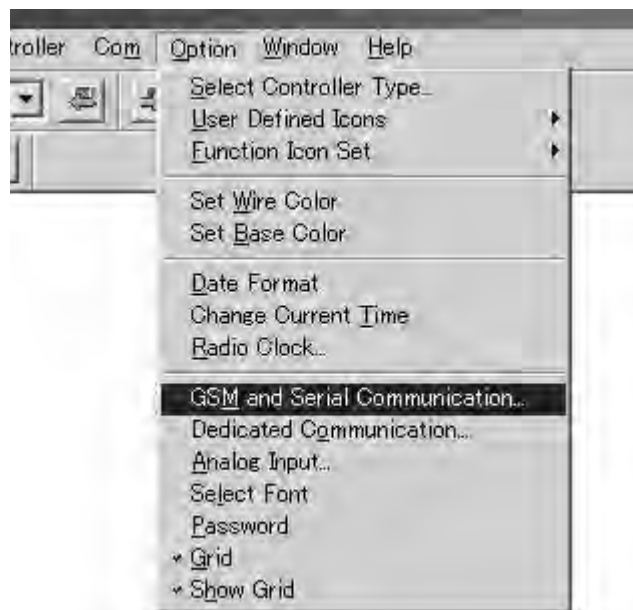 troller Com Option Window Help
Select Controller Type...
User Defined Icons
Function Icon Set
Set Wire Color
Set Base Color
Date Format
Change Current Time
Radio Clock...
GSM and Serial Communication...
Dedicated Communication...
Analog Input...
Select Font
Password
Grid
Show Grid